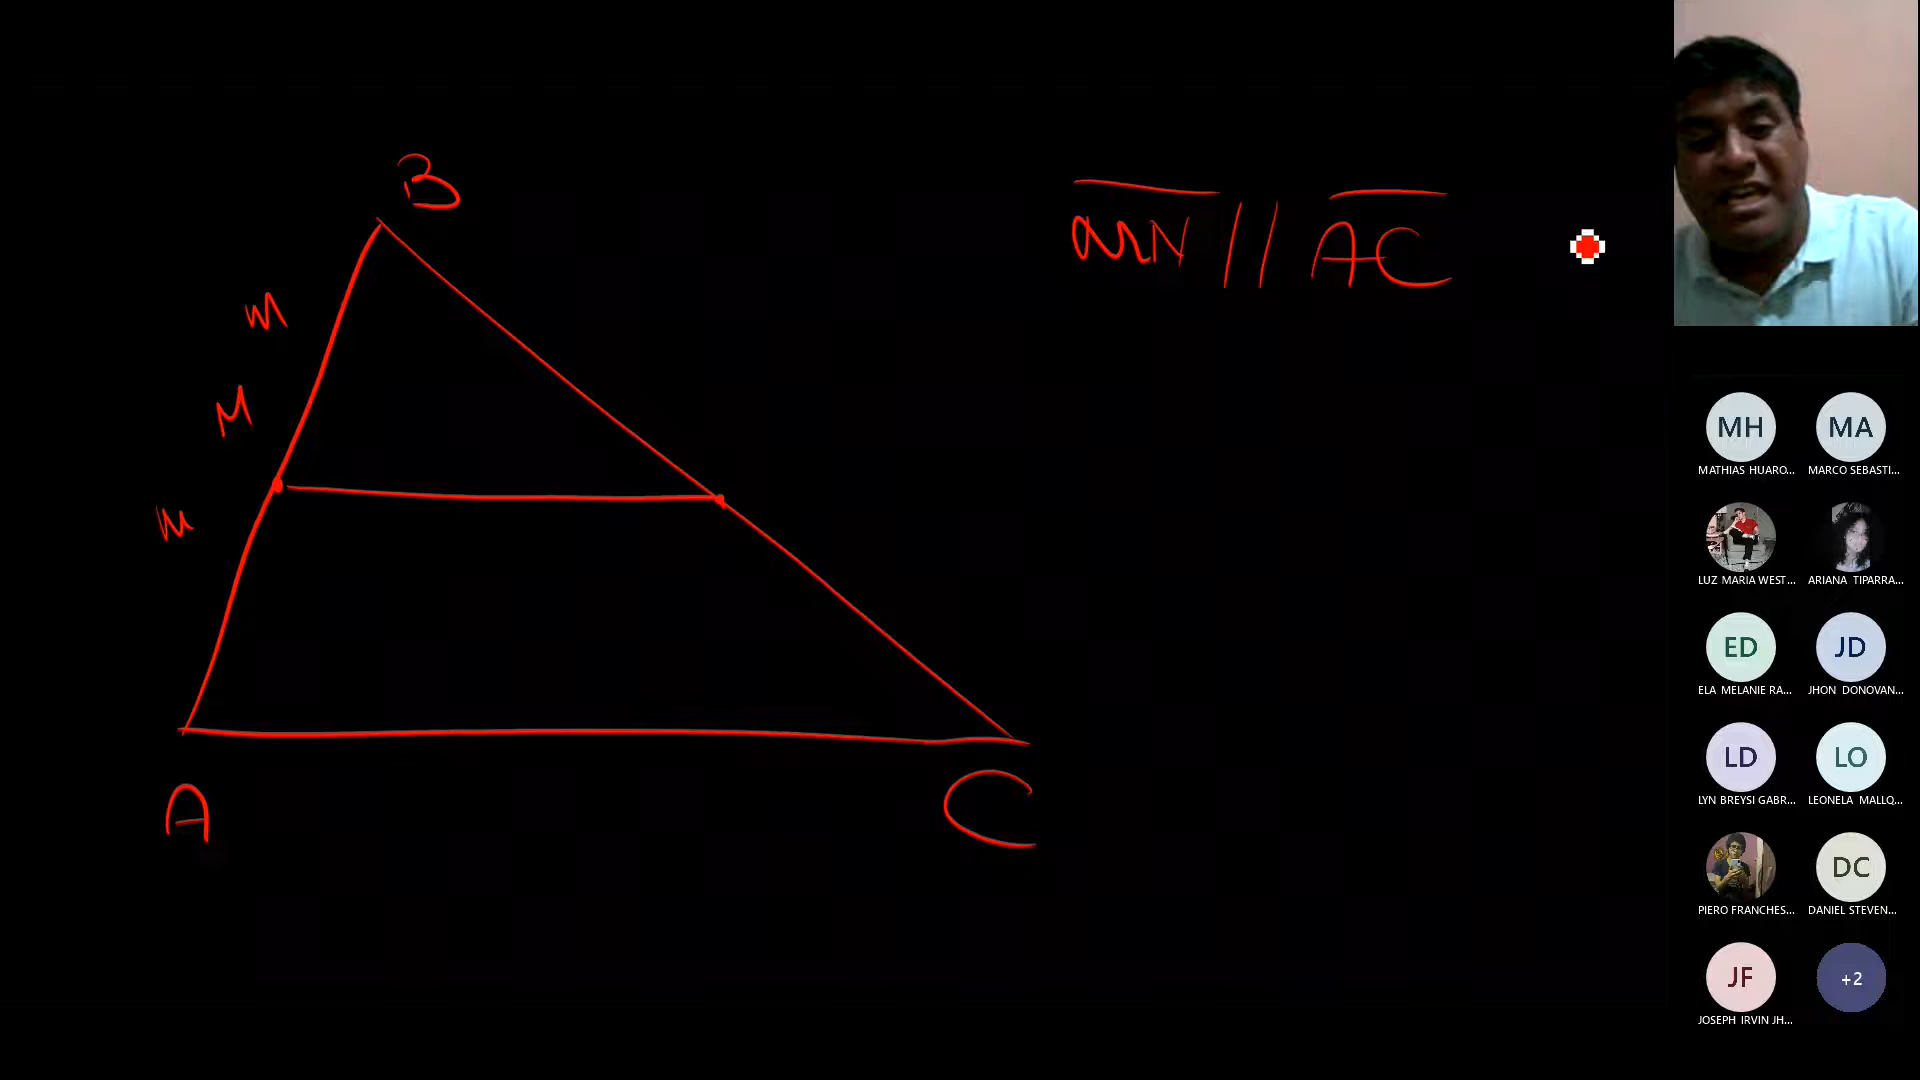 B
MN // AC
m
M
m
A
C
MH MA
MATHIAS HUARO... MARCO SEBASTI...
LUZ MARIA WEST... ARIANA TIPARRA...
ED JD
ELA MELANIE RA... JHON DONOVAN...
LD LO
LYN BREYSI GABR... LEONELA MALLQ...
DC
PIERO FRANCHES... DANIEL STEVEN...
JF +2
JOSEPH IRVIN JH...